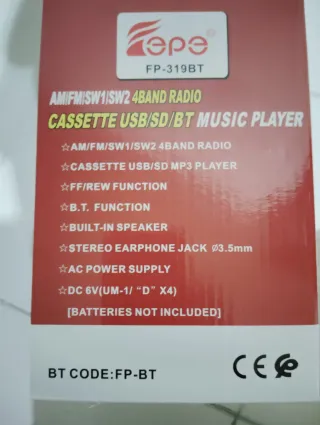 Fepe
FP-319BT
AM/FM/SW1/SW2 4BAND RADIO
CASSETTE USB/SD/BT MUSIC PLAYER
☆AM/FM/SW1/SW2 4BAND RADIO
☆CASSETTE USB/SD MP3 PLAYER
☆FF/REW FUNCTION
☆B.T. FUNCTION
☆BUILT-IN SPEAKER
☆STEREO EARPHONE JACK Ø3.5mm
☆AC POWER SUPPLY
☆DC 6V(UM-1/ “D” X4)
[BATTERIES NOT INCLUDED]
BT CODE:FP-BT CE